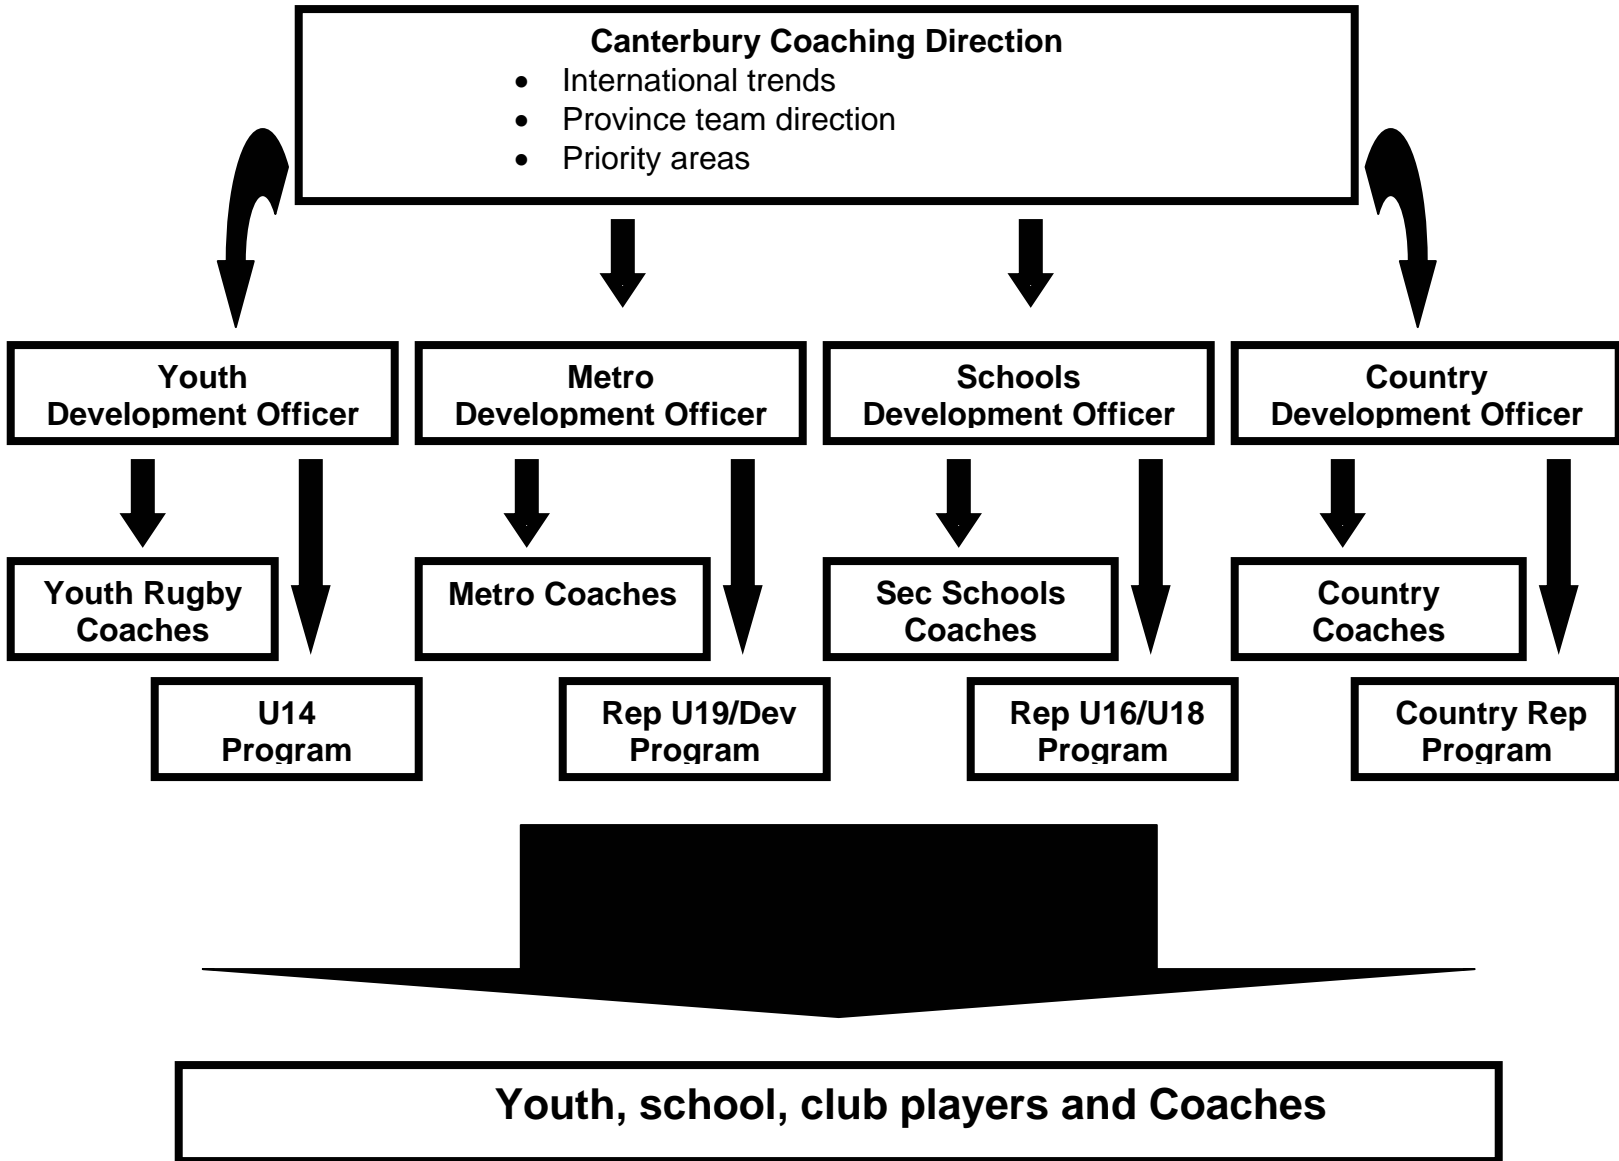 Canterbury Coaching Direction
• International trends
• Province team direction
• Priority areas
Youth
Development Officer
Metro
Development Officer
Schools
Development Officer
Country
Development Officer
Youth Rugby
Coaches
Metro Coaches
Sec Schools
Coaches
Country
Coaches
U14
Program
Rep U19/Dev
Program
Rep U16/U18
Program
Country Rep
Program
Youth, school, club players and Coaches